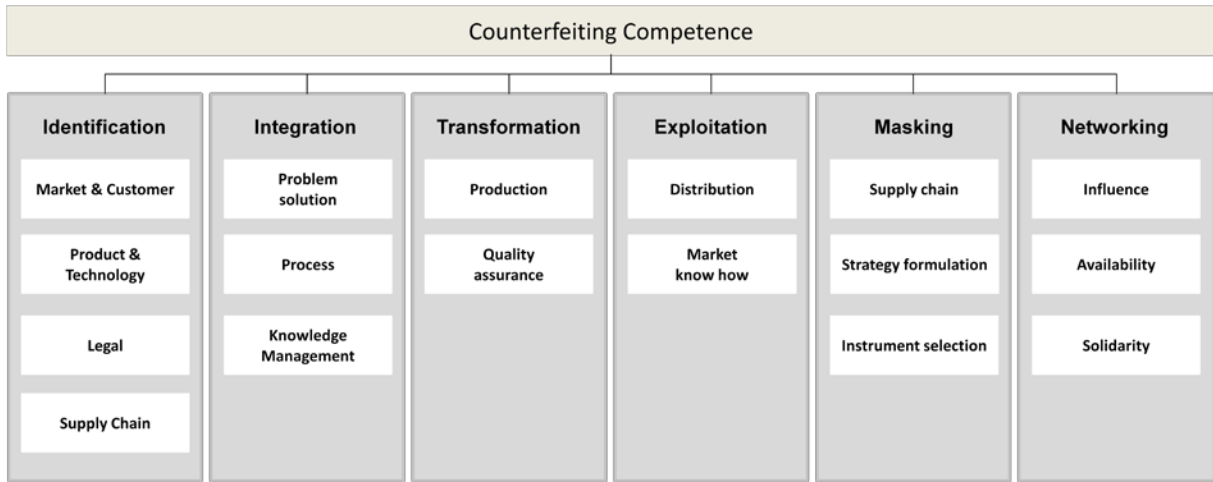 Counterfeiting Competence
Identification
Market & Customer
Product &
Technology
Legal
Supply Chain
Integration
Problem
solution
Process
Knowledge
Management
Transformation
Production
Quality
assurance
Exploitation
Distribution
Market
know how
Masking
Supply chain
Strategy formulation
Instrument selection
Networking
Influence
Availability
Solidarity